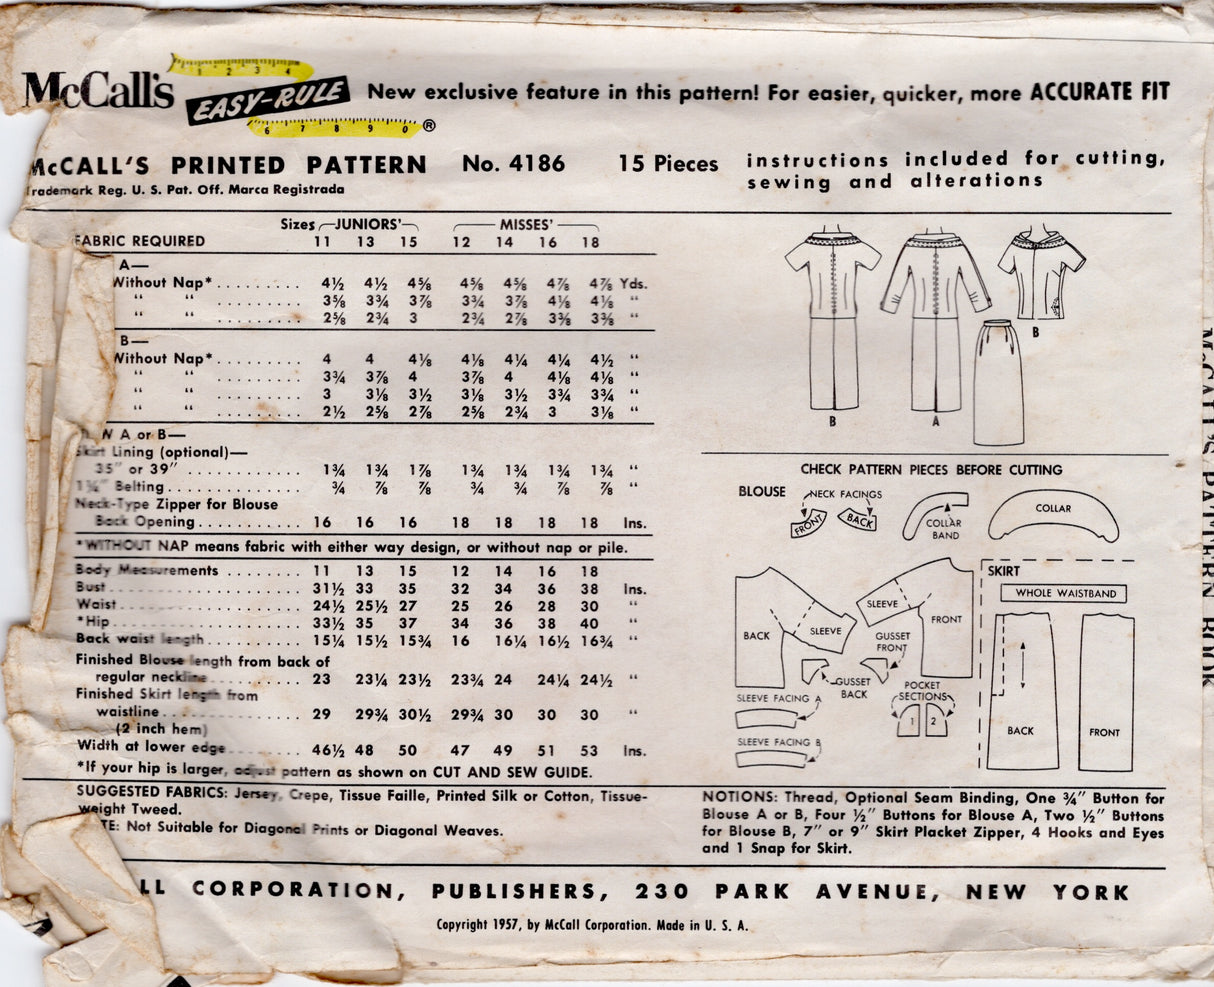 McCall's
1 2 3 4
EASY-RULE
6 7 8 9 0 ®
New exclusive feature in this pattern! For easier, quicker, more ACCURATE FIT
McCALL'S PRINTED PATTERN No. 4186 15 Pieces
Trademark Reg. U. S. Pat. Off. Marca Registrada
instructions included for cutting,
sewing and alterations
Sizes JUNIORS' MISSES'
FABRIC REQUIRED 11 13 15 12 14 16 18
A—
Without Nap* 4½ 4½ 4⅝ 4⅝ 4⅝ 4⅞ 4⅞ Yds.
" " 3⅝ 3¾ 3⅞ 3¾ 3⅞ 4⅛ 4⅛ "
" " 2⅝ 2¾ 3 2¾ 2⅞ 3⅜ 3⅜ "
B—
Without Nap* 4 4 4⅛ 4⅛ 4¼ 4¼ 4½ "
" " 3¾ 3⅞ 4 3⅞ 4 4⅛ 4⅛ "
" " 3 3⅛ 3½ 3⅛ 3½ 3¾ 3¾ "
" " 2½ 2⅝ 2⅞ 2⅝ 2¾ 3 3⅛ "
A or B—
Skirt Lining (optional)—
35" or 39" 1¾ 1¾ 1⅞ 1¾ 1¾ 1¾ 1¾ "
1¼" Belting ¾ ⅞ ⅞ ¾ ¾ ⅞ ⅞ "
Neck-Type Zipper for Blouse
Back Opening 16 16 16 18 18 18 18 Ins.
*WITHOUT NAP means fabric with either way design, or without nap or pile.
Body Measurements 11 13 15 12 14 16 18
Bust 31½ 33 35 32 34 36 38 Ins.
Waist 24½ 25½ 27 25 26 28 30 "
*Hip 33½ 35 37 34 36 38 40 "
Back waist length 15¼ 15½ 15¾ 16 16¼ 16½ 16¾ "
Finished Blouse length from back of
regular neckline 23 23¼ 23½ 23¾ 24 24¼ 24½ "
Finished Skirt length from
waistline 29 29¾ 30½ 29¾ 30 30 30 "
(2 inch hem)
Width at lower edge 46½ 48 50 47 49 51 53 Ins.
*If your hip is larger, adjust pattern as shown on CUT AND SEW GUIDE.
SUGGESTED FABRICS: Jersey, Crepe, Tissue Faille, Printed Silk or Cotton, Tissue-
weight Tweed.
Not Suitable for Diagonal Prints or Diagonal Weaves.
B
B
A
CHECK PATTERN PIECES BEFORE CUTTING
BLOUSE
NECK FACINGS
FRONT
BACK
COLLAR
BAND
COLLAR
BACK
SLEEVE
SLEEVE
FRONT
GUSSET
FRONT
GUSSET
BACK
SLEEVE FACING A
SLEEVE FACING B
POCKET
SECTIONS
1 2
SKIRT
WHOLE WAISTBAND
BACK
FRONT
NOTIONS: Thread, Optional Seam Binding, One ¾" Button for
Blouse A or B, Four ½" Buttons for Blouse A, Two ½" Buttons
for Blouse B, 7" or 9" Skirt Placket Zipper, 4 Hooks and Eyes
and 1 Snap for Skirt.
LL CORPORATION, PUBLISHERS, 230 PARK AVENUE, NEW YORK
Copyright 1957, by McCall Corporation. Made in U. S. A.